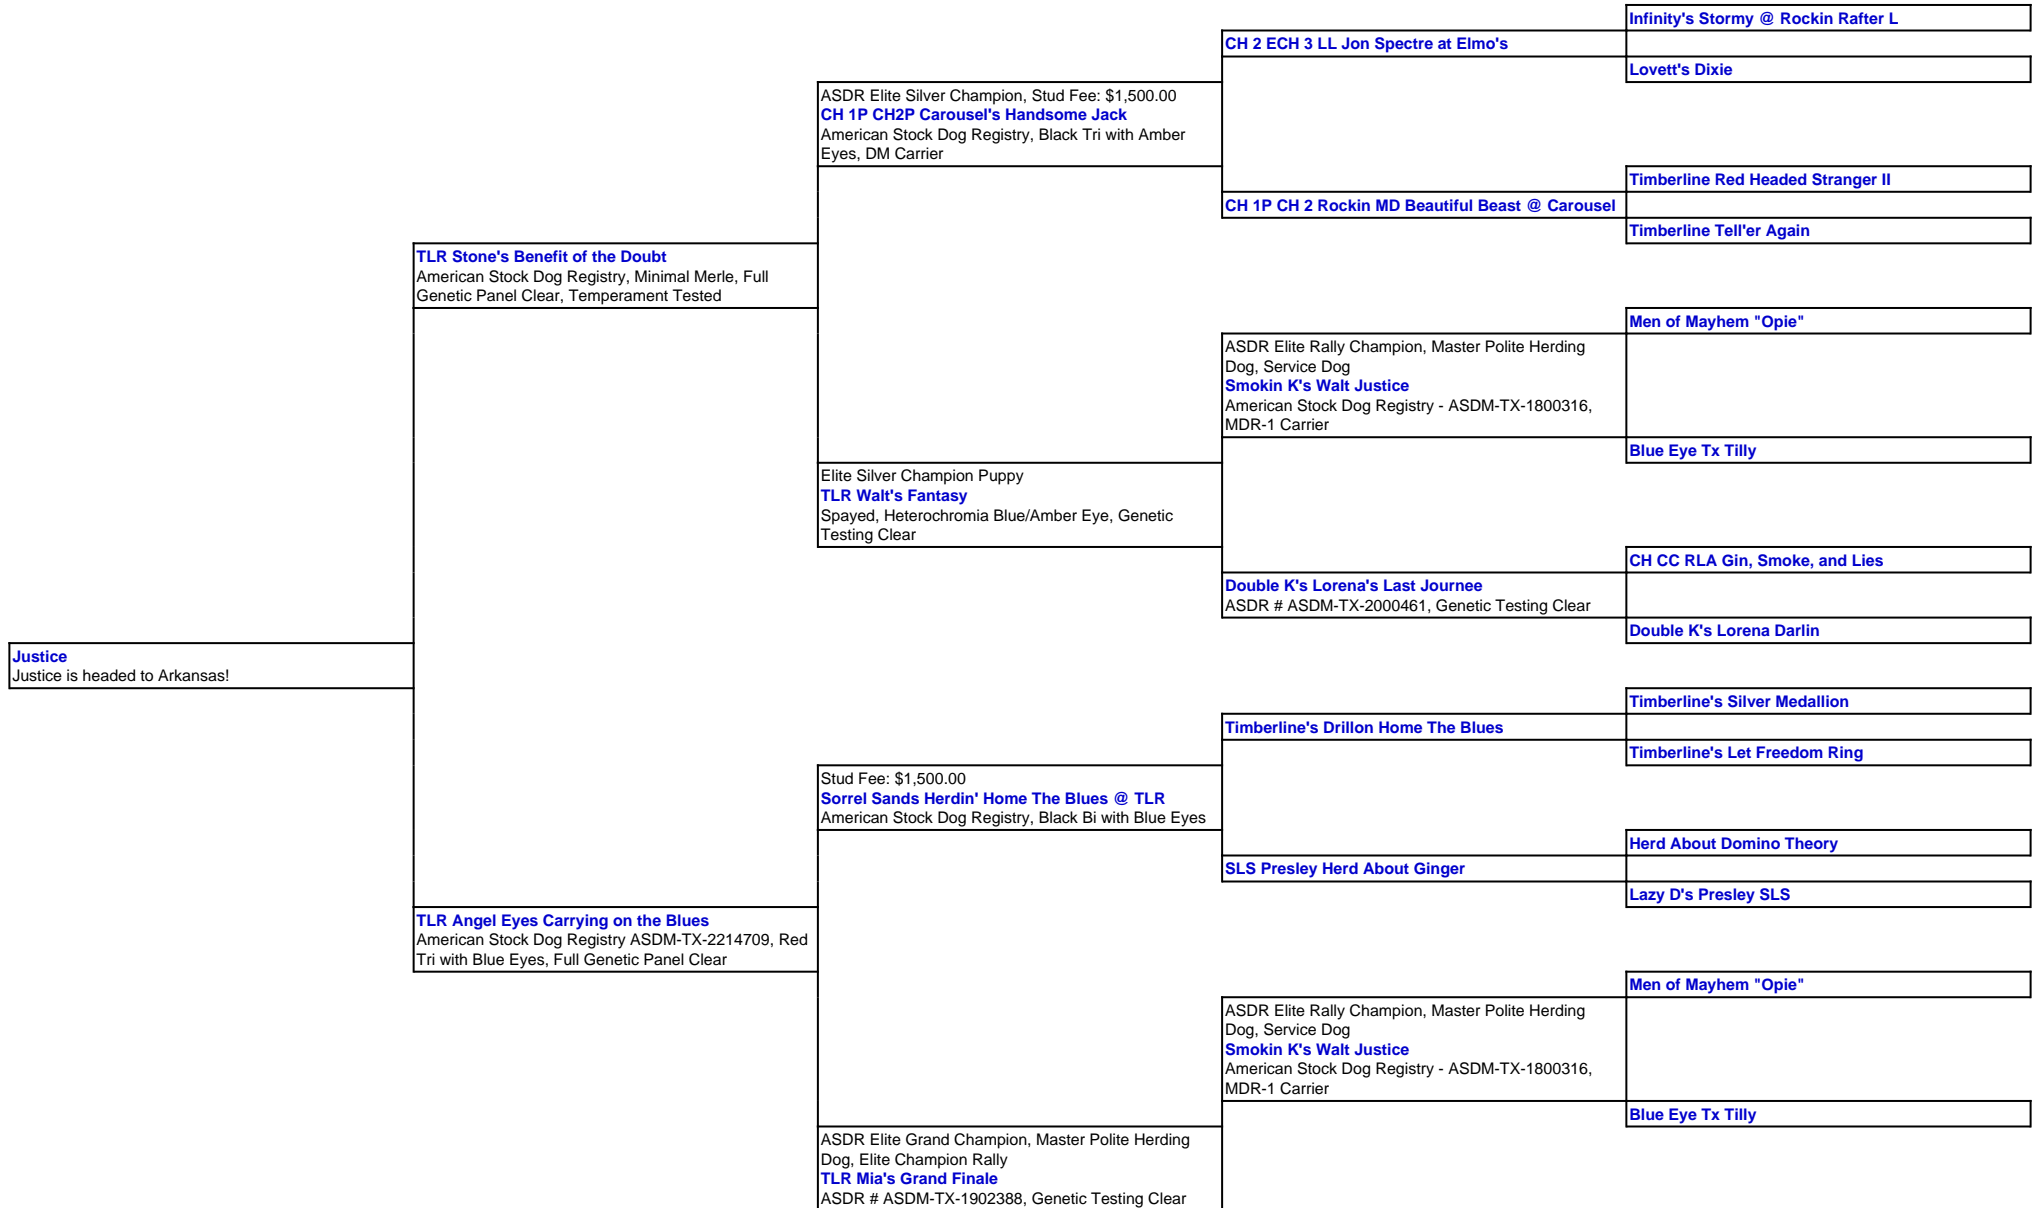 Infinity's Stormy @ Rockin Rafter L
CH 2 ECH 3 LL Jon Spectre at Elmo's
Lovett's Dixie
ASDR Elite Silver Champion, Stud Fee: $1,500.00
CH 1P CH2P Carousel's Handsome Jack
American Stock Dog Registry, Black Tri with Amber
Eyes, DM Carrier
Timberline Red Headed Stranger II
CH 1P CH 2 Rockin MD Beautiful Beast @ Carousel
Timberline Tell'er Again
TLR Stone's Benefit of the Doubt
American Stock Dog Registry, Minimal Merle, Full
Genetic Panel Clear, Temperament Tested
Men of Mayhem "Opie"
ASDR Elite Rally Champion, Master Polite Herding
Dog, Service Dog
Smokin K's Walt Justice
American Stock Dog Registry - ASDM-TX-1800316,
MDR-1 Carrier
Blue Eye Tx Tilly
Elite Silver Champion Puppy
TLR Walt's Fantasy
Spayed, Heterochromia Blue/Amber Eye, Genetic
Testing Clear
CH CC RLA Gin, Smoke, and Lies
Double K's Lorena's Last Journee
ASDR # ASDM-TX-2000461, Genetic Testing Clear
Double K's Lorena Darlin
Justice
Justice is headed to Arkansas!
Timberline's Silver Medallion
Timberline's Drillon Home The Blues
Timberline's Let Freedom Ring
Stud Fee: $1,500.00
Sorrel Sands Herdin' Home The Blues @ TLR
American Stock Dog Registry, Black Bi with Blue Eyes
Herd About Domino Theory
SLS Presley Herd About Ginger
Lazy D's Presley SLS
TLR Angel Eyes Carrying on the Blues
American Stock Dog Registry ASDM-TX-2214709, Red
Tri with Blue Eyes, Full Genetic Panel Clear
Men of Mayhem "Opie"
ASDR Elite Rally Champion, Master Polite Herding
Dog, Service Dog
Smokin K's Walt Justice
American Stock Dog Registry - ASDM-TX-1800316,
MDR-1 Carrier
Blue Eye Tx Tilly
ASDR Elite Grand Champion, Master Polite Herding
Dog, Elite Champion Rally
TLR Mia's Grand Finale
ASDR # ASDM-TX-1902388, Genetic Testing Clear